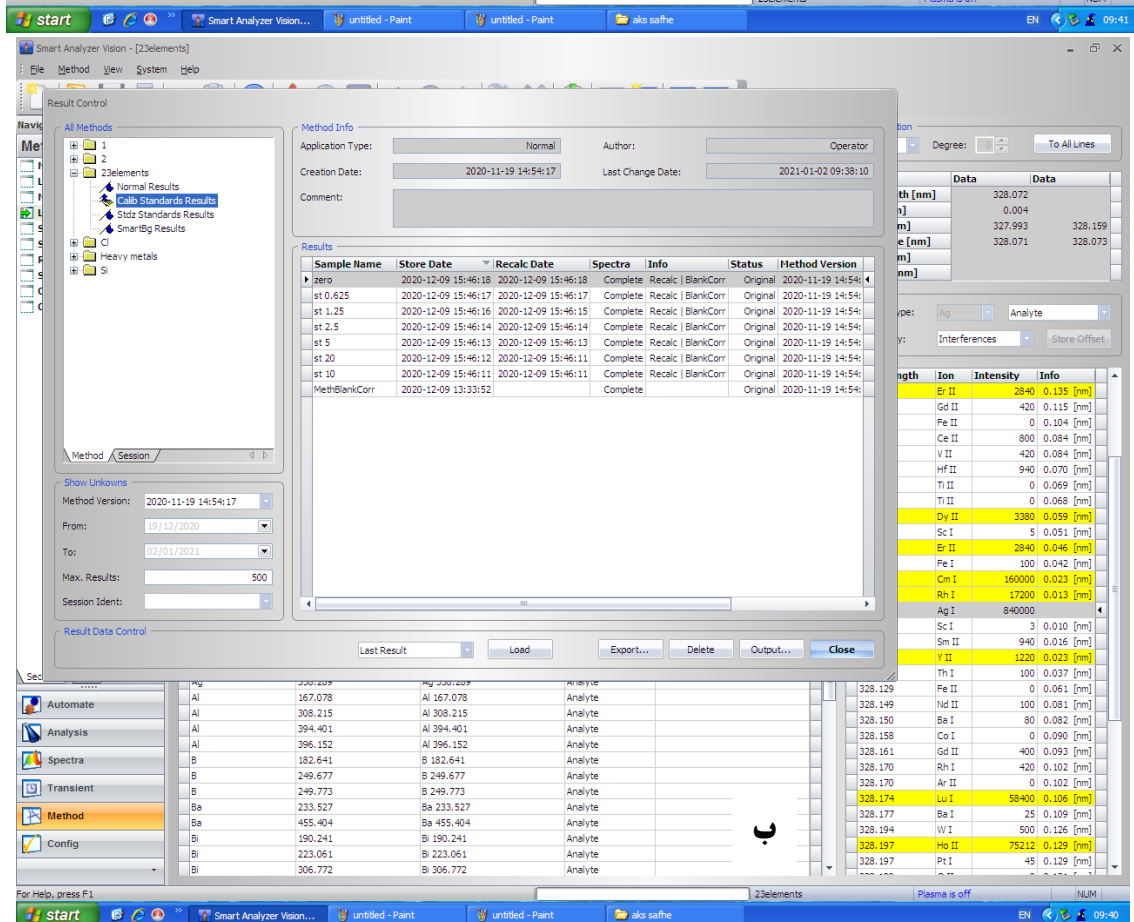 23elements Plasma is off NUM
start Smart Analyzer Vision... untitled - Paint untitled - Paint aks safhe EN 09:41
Smart Analyzer Vision - [23elements]
File Method View System Help
Result Control
All Methods
1
2
23elements
Normal Results
Calib Standards Results
Stdz Standards Results
SmartBg Results
Cl
Heavy metals
Si
Method Session
Show Unkowns
Method Version: 2020-11-19 14:54:17
From: 19/12/2020
To: 02/01/2021
Max. Results: 500
Session Ident:
Method Info
Application Type: Normal Author: Operator
Creation Date: 2020-11-19 14:54:17 Last Change Date: 2021-01-02 09:38:10
Comment:
Results
Sample Name Store Date Recalc Date Spectra Info Status Method Version
zero 2020-12-09 15:46:18 2020-12-09 15:46:18 Complete Recalc | BlankCorr Original 2020-11-19 14:54:
st 0.625 2020-12-09 15:46:17 2020-12-09 15:46:17 Complete Recalc | BlankCorr Original 2020-11-19 14:54:
st 1.25 2020-12-09 15:46:16 2020-12-09 15:46:15 Complete Recalc | BlankCorr Original 2020-11-19 14:54:
st 2.5 2020-12-09 15:46:14 2020-12-09 15:46:14 Complete Recalc | BlankCorr Original 2020-11-19 14:54:
st 5 2020-12-09 15:46:13 2020-12-09 15:46:13 Complete Recalc | BlankCorr Original 2020-11-19 14:54:
st 20 2020-12-09 15:46:12 2020-12-09 15:46:11 Complete Recalc | BlankCorr Original 2020-11-19 14:54:
st 10 2020-12-09 15:46:11 2020-12-09 15:46:11 Complete Recalc | BlankCorr Original 2020-11-19 14:54:
MethBlankCorr 2020-12-09 13:33:52 Complete Original 2020-11-19 14:54:
Result Data Control
Last Result Load Export... Delete Output... Close
Degree: 0 To All Lines
Data Data
th [nm] 328.072
0.004
327.993 328.159
e [nm] 328.071 328.073
ype: Ag Analyte
y: Interferences Store Offset
ngth Ion Intensity Info
Er II 2840 0.135 [nm]
Gd II 420 0.115 [nm]
Fe II 0 0.104 [nm]
Ce II 800 0.084 [nm]
V II 420 0.084 [nm]
Hf II 940 0.070 [nm]
Ti II 0 0.069 [nm]
Ti II 0 0.068 [nm]
Dy II 3380 0.059 [nm]
Sc I 5 0.051 [nm]
Er II 2840 0.046 [nm]
Fe I 100 0.042 [nm]
Cm I 160000 0.023 [nm]
Rh I 17200 0.013 [nm]
Ag I 840000
Sc I 3 0.010 [nm]
Sm II 940 0.016 [nm]
Y II 1220 0.023 [nm]
Th I 100 0.037 [nm]
328.129 Fe II 0 0.061 [nm]
328.149 Nd II 100 0.081 [nm]
328.150 Ba I 80 0.082 [nm]
328.158 Co I 0 0.090 [nm]
328.161 Gd II 400 0.093 [nm]
328.170 Rh I 420 0.102 [nm]
328.170 Ar II 0 0.102 [nm]
328.174 Lu I 58400 0.106 [nm]
328.177 Ba I 25 0.109 [nm]
328.194 W I 500 0.126 [nm]
328.197 Ho II 75212 0.129 [nm]
328.197 Pt I 45 0.129 [nm]
Automate
Analysis
Spectra
Transient
Method
Config
Al 167.078 Al 167.078 Analyte
Al 308.215 Al 308.215 Analyte
Al 394.401 Al 394.401 Analyte
Al 396.152 Al 396.152 Analyte
B 182.641 B 182.641 Analyte
B 249.677 B 249.677 Analyte
B 249.773 B 249.773 Analyte
Ba 233.527 Ba 233.527 Analyte
Ba 455.404 Ba 455.404 Analyte
Bi 190.241 Bi 190.241 Analyte
Bi 223.061 Bi 223.061 Analyte
Bi 306.772 Bi 306.772 Analyte
ب
For Help, press F1 23elements Plasma is off NUM
start Smart Analyzer Vision... untitled - Paint untitled - Paint aks safhe EN 09:40